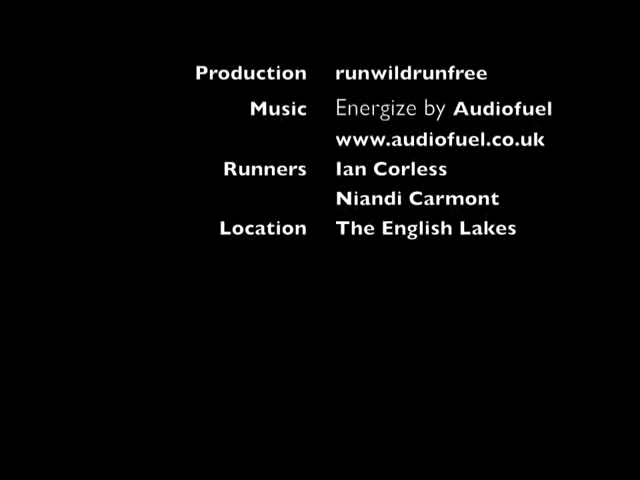 Production runwildrunfree
Music Energize by Audiofuel
www.audiofuel.co.uk
Runners Ian Corless
Niandi Carmont
Location The English Lakes